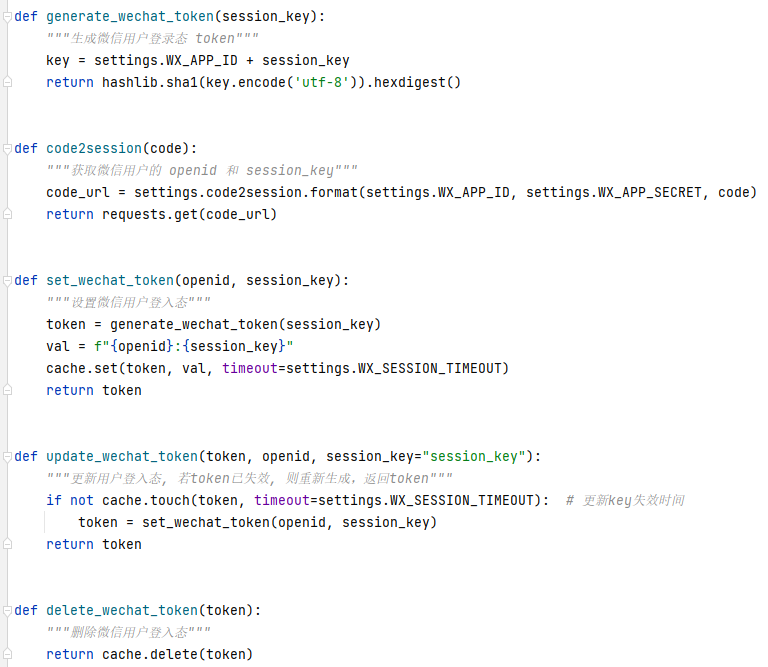 def generate_wechat_token(session_key):
    """生成微信用户登录态 token"""
    key = settings.WX_APP_ID + session_key
    return hashlib.sha1(key.encode('utf-8')).hexdigest()
def code2session(code):
    """获取微信用户的 openid 和 session_key"""
    code_url = settings.code2session.format(settings.WX_APP_ID, settings.WX_APP_SECRET, code)
    return requests.get(code_url)
def set_wechat_token(openid, session_key):
    """设置微信用户登入态"""
    token = generate_wechat_token(session_key)
    val = f"{openid}:{session_key}"
    cache.set(token, val, timeout=settings.WX_SESSION_TIMEOUT)
    return token
def update_wechat_token(token, openid, session_key="session_key"):
    """更新用户登入态, 若token已失效, 则重新生成，返回token"""
    if not cache.touch(token, timeout=settings.WX_SESSION_TIMEOUT):  # 更新key失效时间
        token = set_wechat_token(openid, session_key)
    return token
def delete_wechat_token(token):
    """删除微信用户登入态"""
    return cache.delete(token)